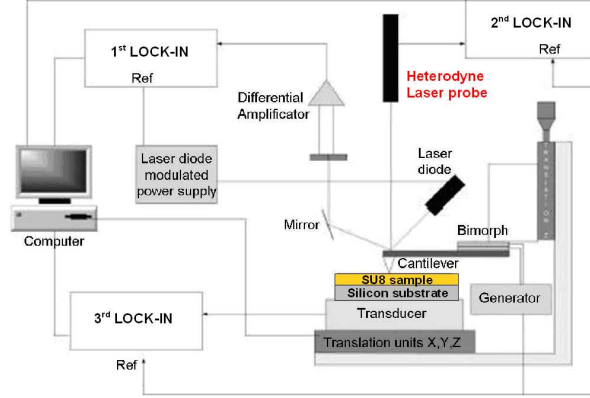 1st LOCK-IN
Ref
2nd LOCK-IN
Ref
Heterodyne
Laser probe
Differential
Amplificator
Laser diode
modulated
power supply
Laser
diode
TRANSLATION Z
Mirror
Bimorph
Computer
Cantilever
SU8 sample
Silicon substrate
Generator
Transducer
3rd LOCK-IN
Translation units X,Y,Z
Ref